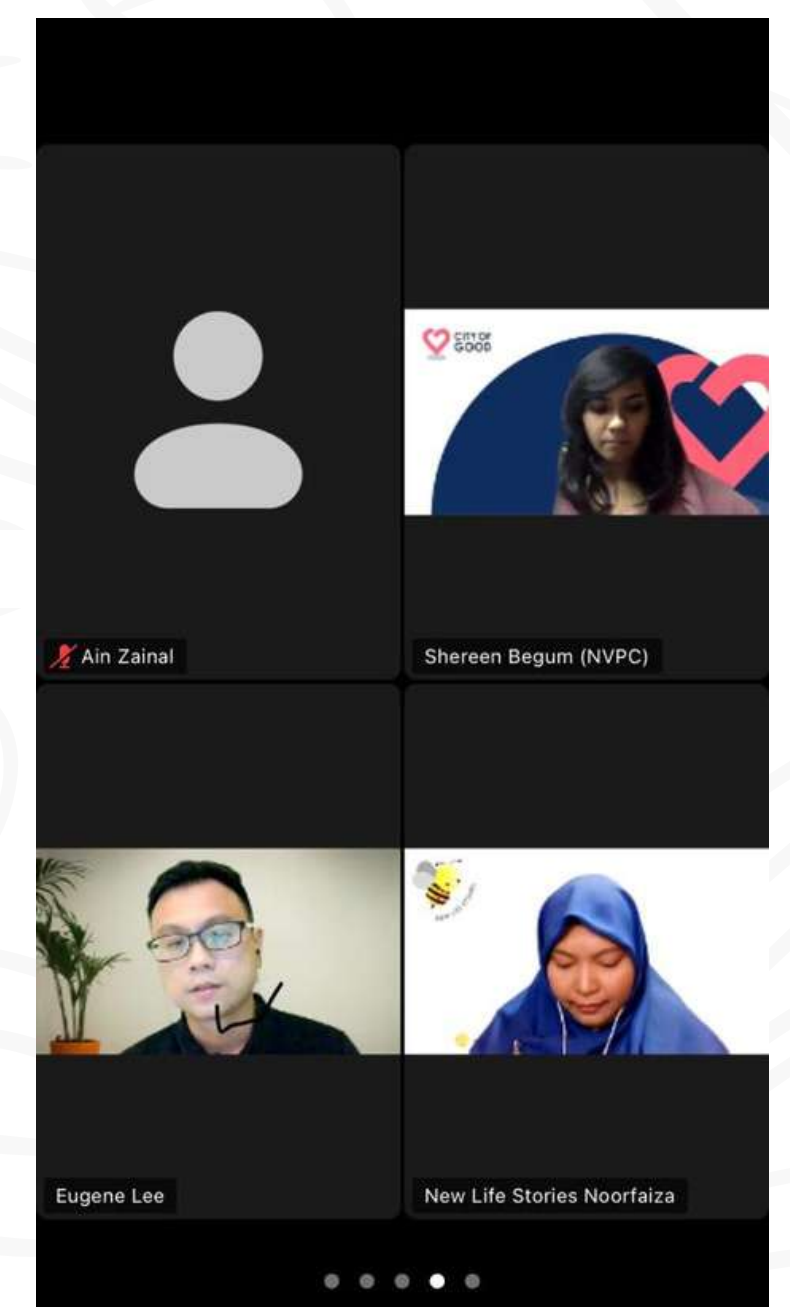 CITY OF
GOOD
Ain Zainal
Shereen Begum (NVPC)
Eugene Lee
New Life Stories Noorfaiza